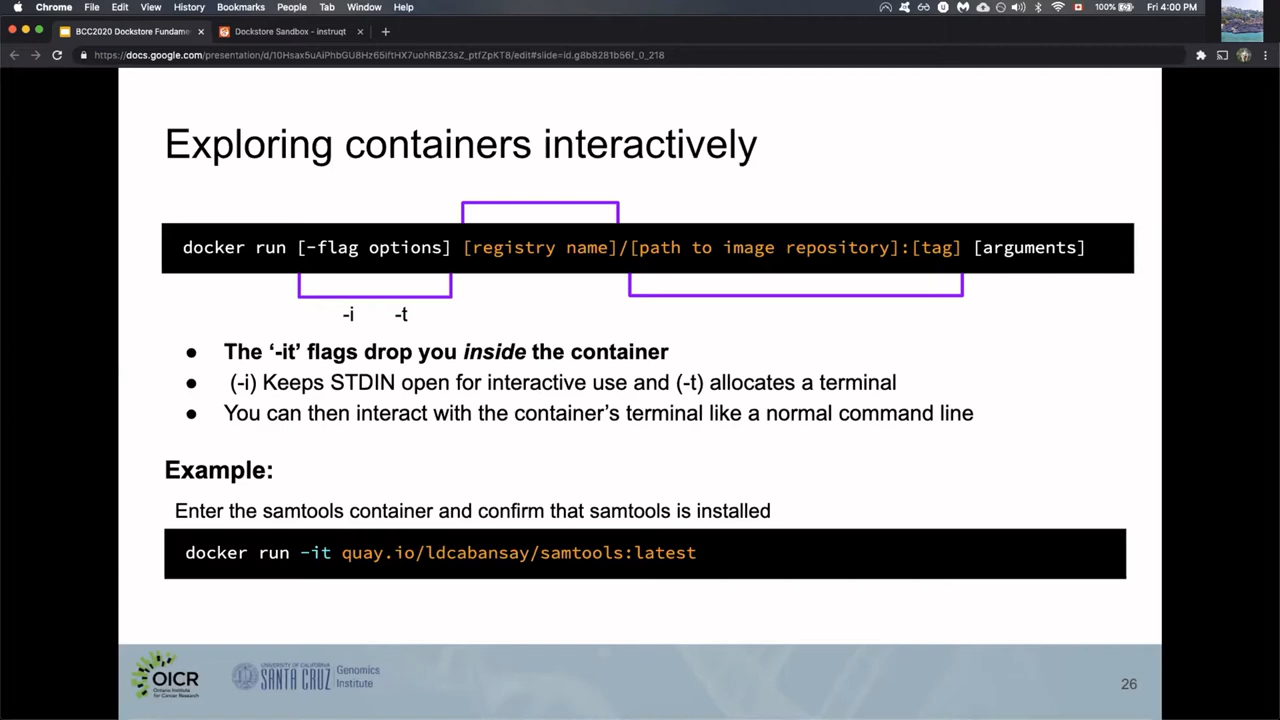 Chrome File Edit View History Bookmarks People Tab Window Help 100% Fri 4:00 PM
BCC2020 Dockstore Fundame Dockstore Sandbox - instruqt
https://docs.google.com/presentation/d/10Hsax5uAiPhbGU8Hz65iftHX7uohRBZ3sZ_ptfZpKT8/edit#slide=id.g8b8281b56f_0_218
Exploring containers interactively
docker run [-flag options] [registry name]/[path to image repository]:[tag] [arguments]
-i -t
● The ‘-it’ flags drop you inside the container
● (-i) Keeps STDIN open for interactive use and (-t) allocates a terminal
● You can then interact with the container’s terminal like a normal command line
Example:
Enter the samtools container and confirm that samtools is installed
docker run -it quay.io/ldcabansay/samtools:latest
OICR
Ontario Institute
for Cancer Research
UNIVERSITY OF CALIFORNIA
SANTA CRUZ
Genomics
Institute
26